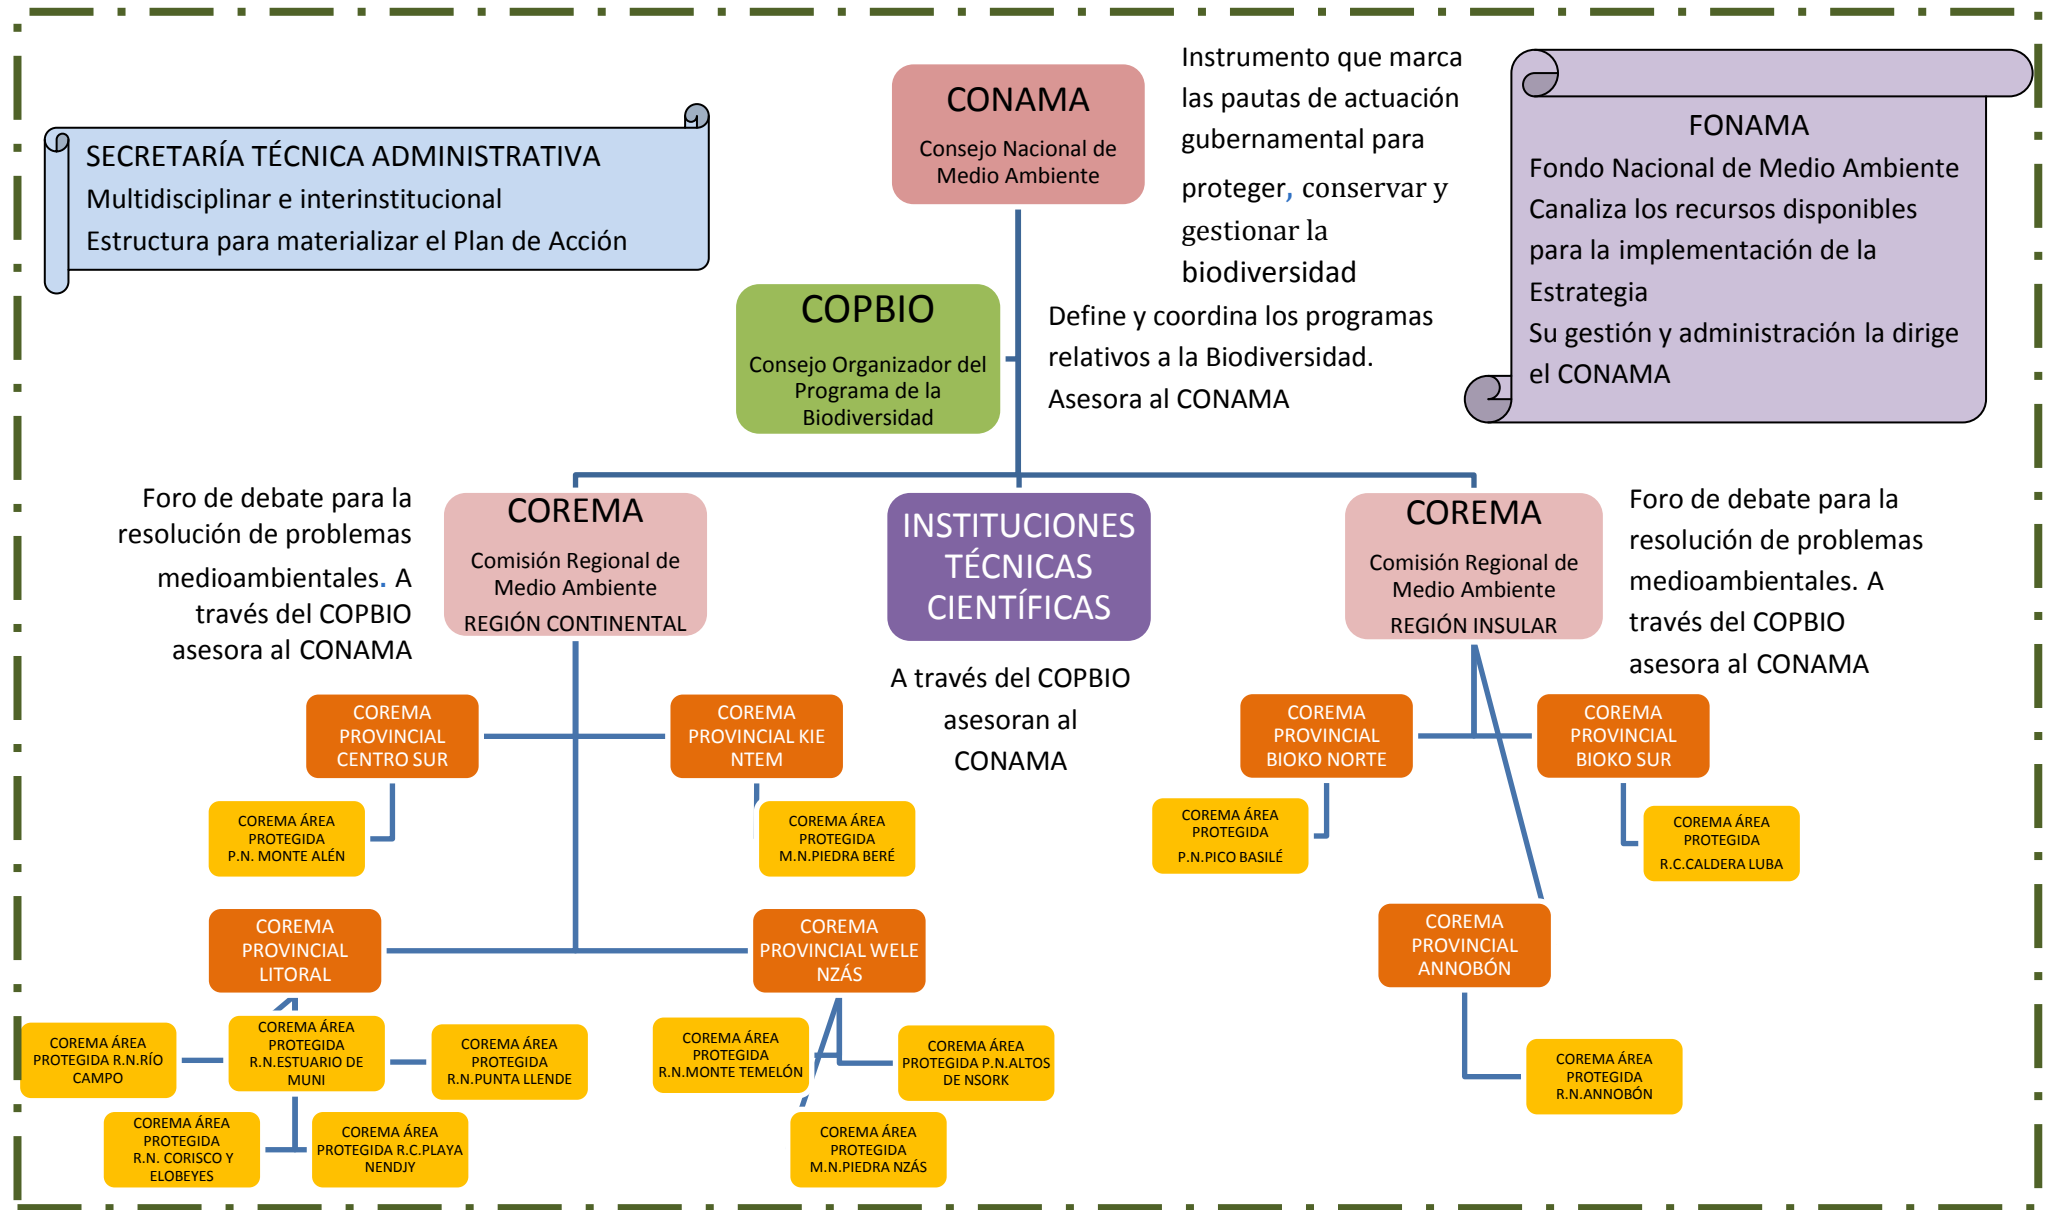 CONAMA
Consejo Nacional de
Medio Ambiente
Instrumento que marca
las pautas de actuación
gubernamental para
proteger, conservar y
gestionar la
biodiversidad
SECRETARÍA TÉCNICA ADMINISTRATIVA
Multidisciplinar e interinstitucional
Estructura para materializar el Plan de Acción
FONAMA
Fondo Nacional de Medio Ambiente
Canaliza los recursos disponibles
para la implementación de la
Estrategia
Su gestión y administración la dirige
el CONAMA
COPBIO
Consejo Organizador del
Programa de la
Biodiversidad
Define y coordina los programas
relativos a la Biodiversidad.
Asesora al CONAMA
Foro de debate para la
resolución de problemas
medioambientales. A
través del COPBIO
asesora al CONAMA
COREMA
Comisión Regional de
Medio Ambiente
REGIÓN CONTINENTAL
INSTITUCIONES
TÉCNICAS
CIENTÍFICAS
A través del COPBIO
asesoran al
CONAMA
COREMA
Comisión Regional de
Medio Ambiente
REGIÓN INSULAR
Foro de debate para la
resolución de problemas
medioambientales. A
través del COPBIO
asesora al CONAMA
COREMA
PROVINCIAL
CENTRO SUR
COREMA
PROVINCIAL KIE
NTEM
COREMA
PROVINCIAL
BIOKO NORTE
COREMA
PROVINCIAL
BIOKO SUR
COREMA ÁREA
PROTEGIDA
P.N. MONTE ALÉN
COREMA ÁREA
PROTEGIDA
M.N.PIEDRA BERÉ
COREMA ÁREA
PROTEGIDA
P.N.PICO BASILÉ
COREMA ÁREA
PROTEGIDA
R.C.CALDERA LUBA
COREMA
PROVINCIAL
LITORAL
COREMA
PROVINCIAL WELE
NZÁS
COREMA
PROVINCIAL
ANNOBÓN
COREMA ÁREA
PROTEGIDA R.N.RÍO
CAMPO
COREMA ÁREA
PROTEGIDA
R.N.ESTUARIO DE
MUNI
COREMA ÁREA
PROTEGIDA
R.N.PUNTA LLENDE
COREMA ÁREA
PROTEGIDA
R.N.MONTE TEMELÓN
COREMA ÁREA
PROTEGIDA P.N.ALTOS
DE NSORK
COREMA ÁREA
PROTEGIDA
R.N.ANNOBÓN
COREMA ÁREA
PROTEGIDA
R.N. CORISCO Y
ELOBEYES
COREMA ÁREA
PROTEGIDA R.C.PLAYA
NENDJY
COREMA ÁREA
PROTEGIDA
M.N.PIEDRA NZÁS